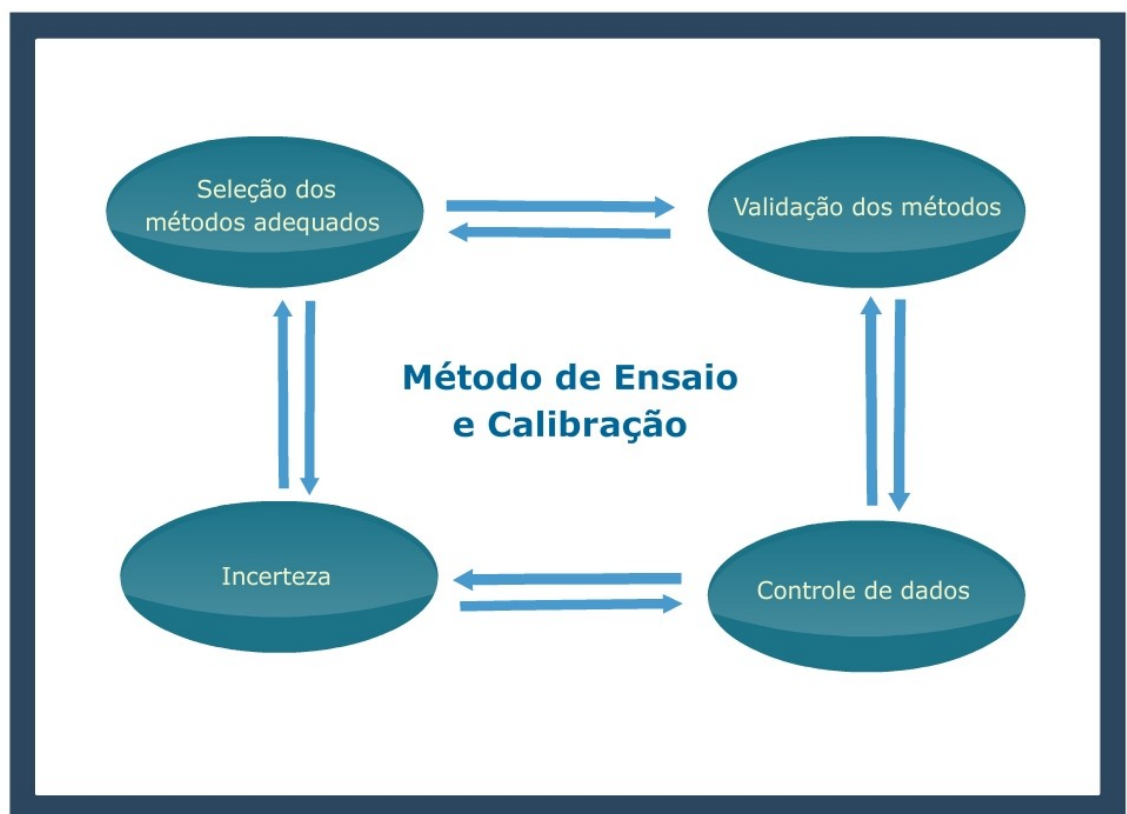 Seleção dos
métodos adequados
Validação dos métodos
Método de Ensaio
e Calibração
Incerteza
Controle de dados